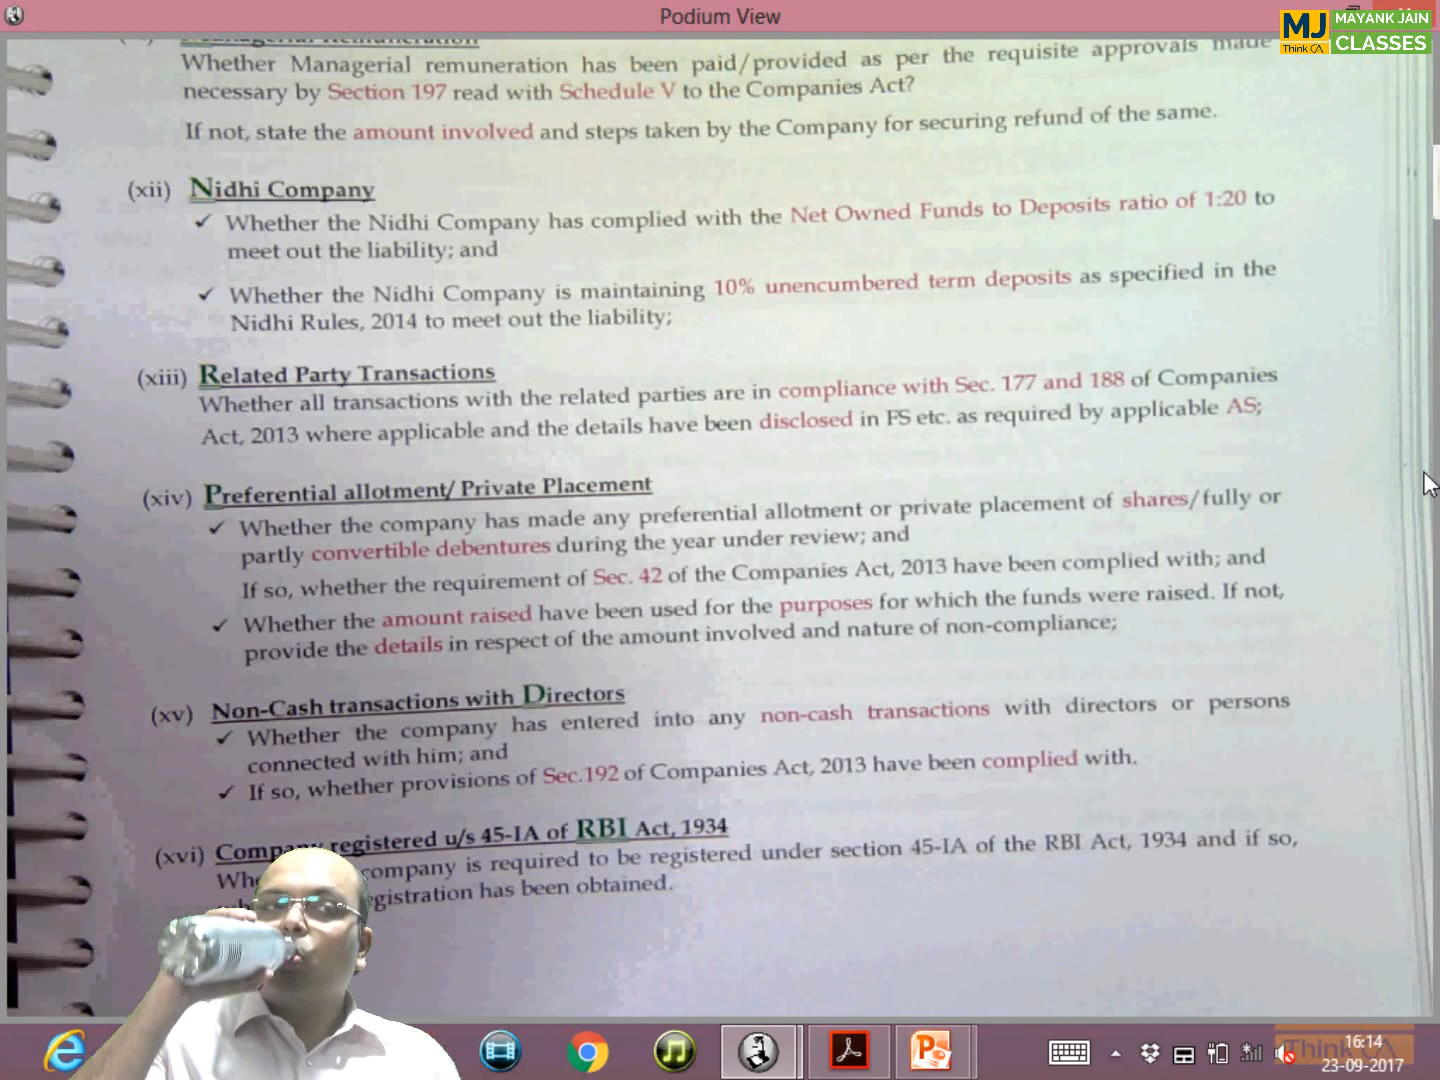 Podium View
MJ
Think CA
MAYANK JAIN
CLASSES
Managerial Remuneration
Whether Managerial remuneration has been paid/provided as per the requisite approvals made
necessary by Section 197 read with Schedule V to the Companies Act?
If not, state the amount involved and steps taken by the Company for securing refund of the same.
(xii) Nidhi Company
✓ Whether the Nidhi Company has complied with the Net Owned Funds to Deposits ratio of 1:20 to
meet out the liability; and
✓ Whether the Nidhi Company is maintaining 10% unencumbered term deposits as specified in the
Nidhi Rules, 2014 to meet out the liability;
(xiii) Related Party Transactions
Whether all transactions with the related parties are in compliance with Sec. 177 and 188 of Companies
Act, 2013 where applicable and the details have been disclosed in FS etc. as required by applicable AS;
(xiv) Preferential allotment/ Private Placement
✓ Whether the company has made any preferential allotment or private placement of shares/fully or
partly convertible debentures during the year under review; and
If so, whether the requirement of Sec. 42 of the Companies Act, 2013 have been complied with; and
✓ Whether the amount raised have been used for the purposes for which the funds were raised. If not,
provide the details in respect of the amount involved and nature of non-compliance;
(xv) Non-Cash transactions with Directors
✓ Whether the company has entered into any non-cash transactions with directors or persons
connected with him; and
✓ If so, whether provisions of Sec.192 of Companies Act, 2013 have been complied with.
(xvi) Company registered u/s 45-IA of RBI Act, 1934
company is required to be registered under section 45-IA of the RBI Act, 1934 and if so,
registration has been obtained.
Think CA
16:14
23-09-2017